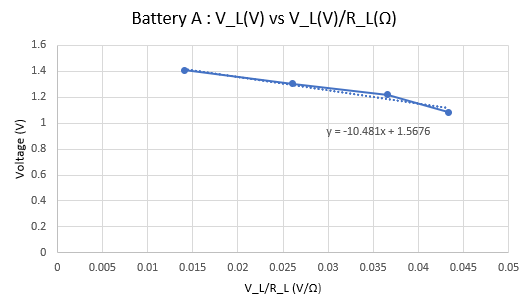 Battery A : V_L(V) vs V_L(V)/R_L(Ω)
1.6
1.4
1.2
1
0.8
0.6
0.4
0.2
0
Voltage (V)
y = -10.481x + 1.5676
0 0.005 0.01 0.015 0.02 0.025 0.03 0.035 0.04 0.045 0.05
V_L/R_L (V/Ω)